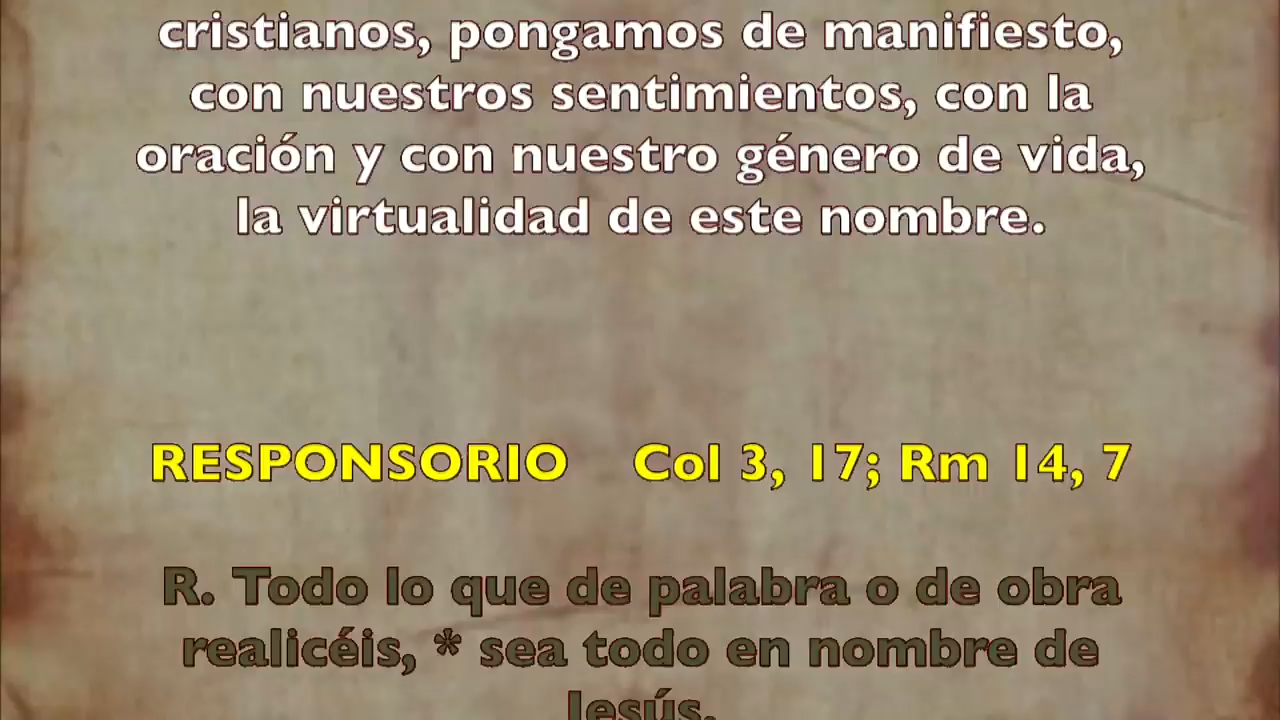 cristianos, pongamos de manifiesto,
con nuestros sentimientos, con la
oración y con nuestro género de vida,
la virtualidad de este nombre.
RESPONSORIO Col 3, 17; Rm 14, 7
R. Todo lo que de palabra o de obra
realicéis, * sea todo en nombre de
Jesús.